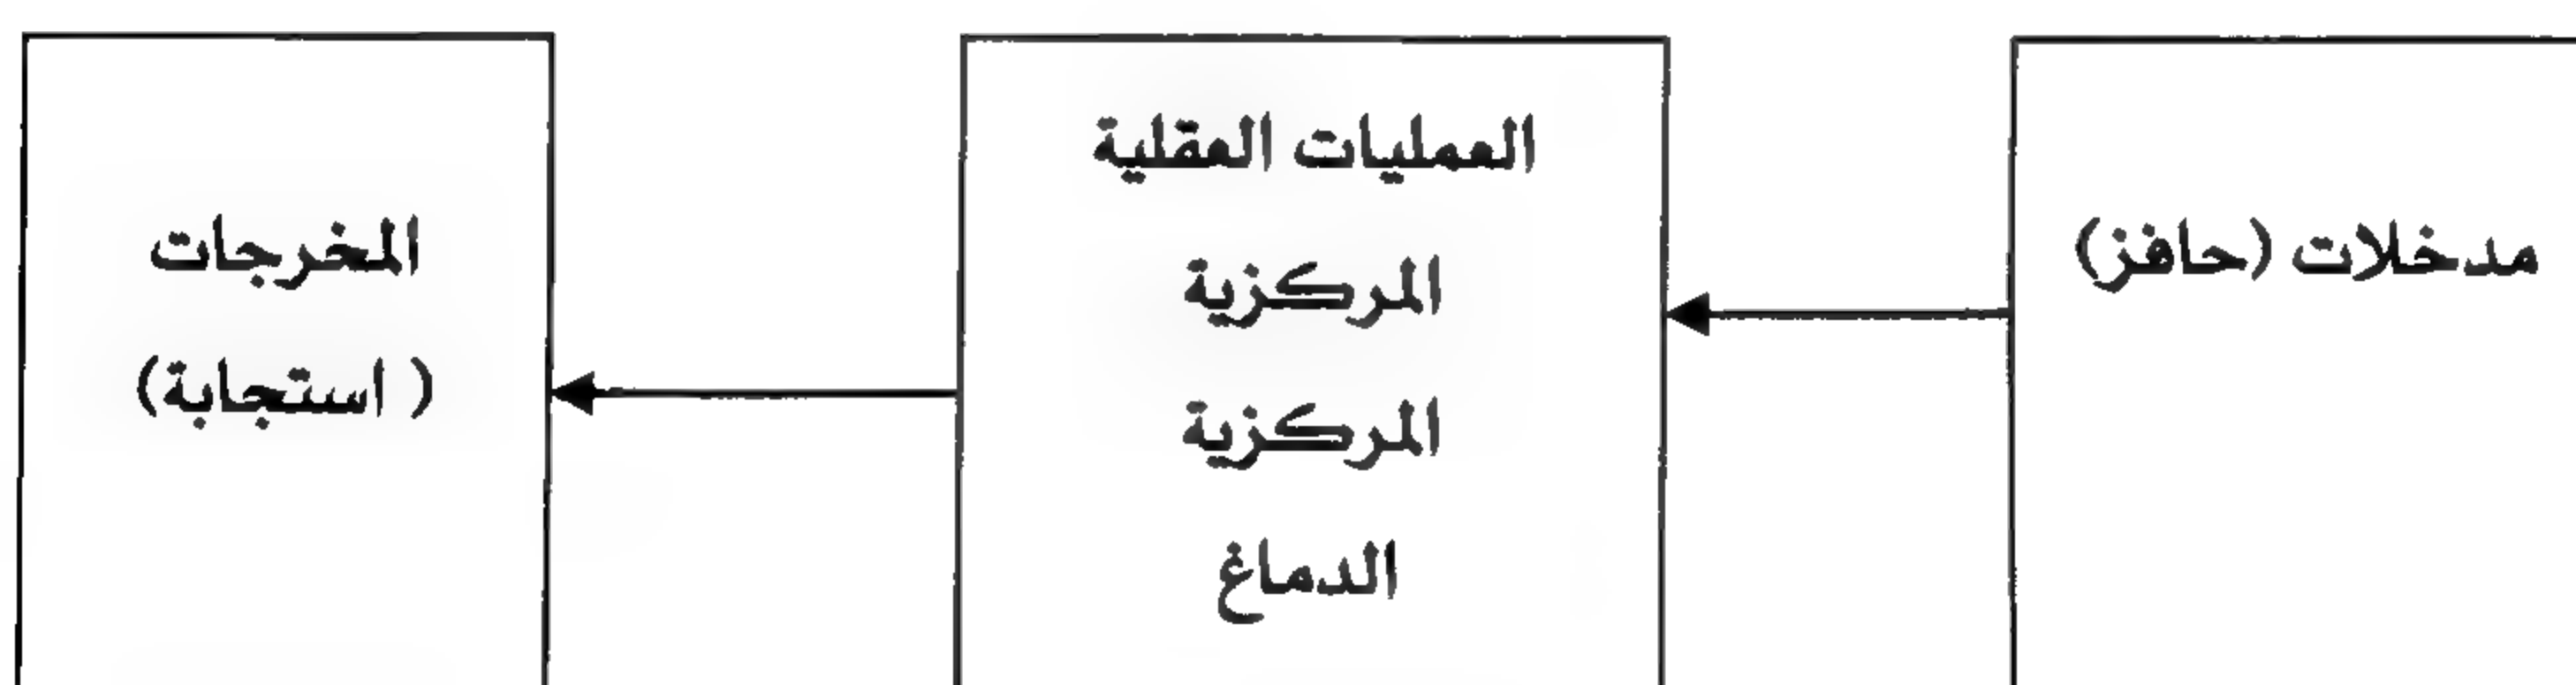 مدخلات (حافز)
العمليات العقلية
المركزية
المركزية
الدماغ
المخرجات
( استجابة)